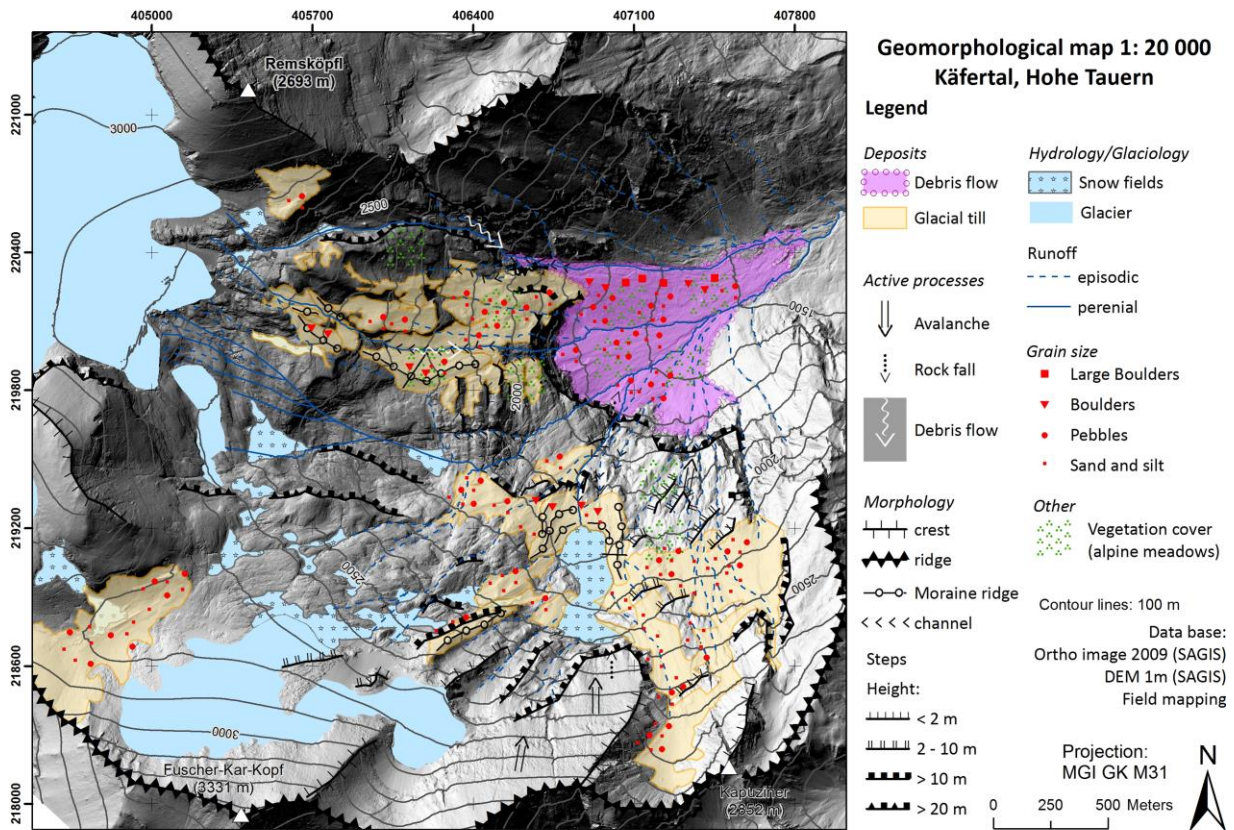 405000 405700 406400 407100 407800
221000
220400
219800
219200
218600
218000
Remsköpfl
(2693 m)
3000
2500
1500
2000
2000
2500
2500
3000
Fuscher-Kar-Kopf
(3331 m)
Kapuziner
(2852 m)
Geomorphological map 1: 20 000
Käfertal, Hohe Tauern
Legend
Deposits
Debris flow
Glacial till
Active processes
Avalanche
Rock fall
Debris flow
Morphology
crest
ridge
Moraine ridge
channel
Steps
Height:
< 2 m
2 - 10 m
> 10 m
> 20 m
Hydrology/Glaciology
Snow fields
Glacier
Runoff
episodic
perenial
Grain size
Large Boulders
Boulders
Pebbles
Sand and silt
Other
Vegetation cover
(alpine meadows)
Contour lines: 100 m
Data base:
Ortho image 2009 (SAGIS)
DEM 1m (SAGIS)
Field mapping
Projection:
MGI GK M31
N
0 250 500 Meters